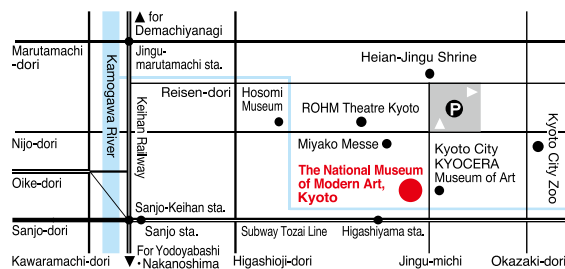 ▲ for
Demachiyanagi
Marutamachi
-dori
Jingu-
marutamachi sta.
Heian-Jingu Shrine
Kamogawa River
Keihan Railway
Reisen-dori
Hosomi
Museum
ROHM Theatre Kyoto
P
Nijo-dori
Miyako Messe
Kyoto City
KYOCERA
Museum of Art
Kyoto City Zoo
The National Museum
of Modern Art,
Kyoto
Oike-dori
Sanjo-Keihan sta.
Sanjo-dori
Sanjo sta.
Subway Tozai Line
Higashiyama sta.
Kawaramachi-dori
▼ For Yodoyabashi
·Nakanoshima
Higashioji-dori
Jingu-michi
Okazaki-dori